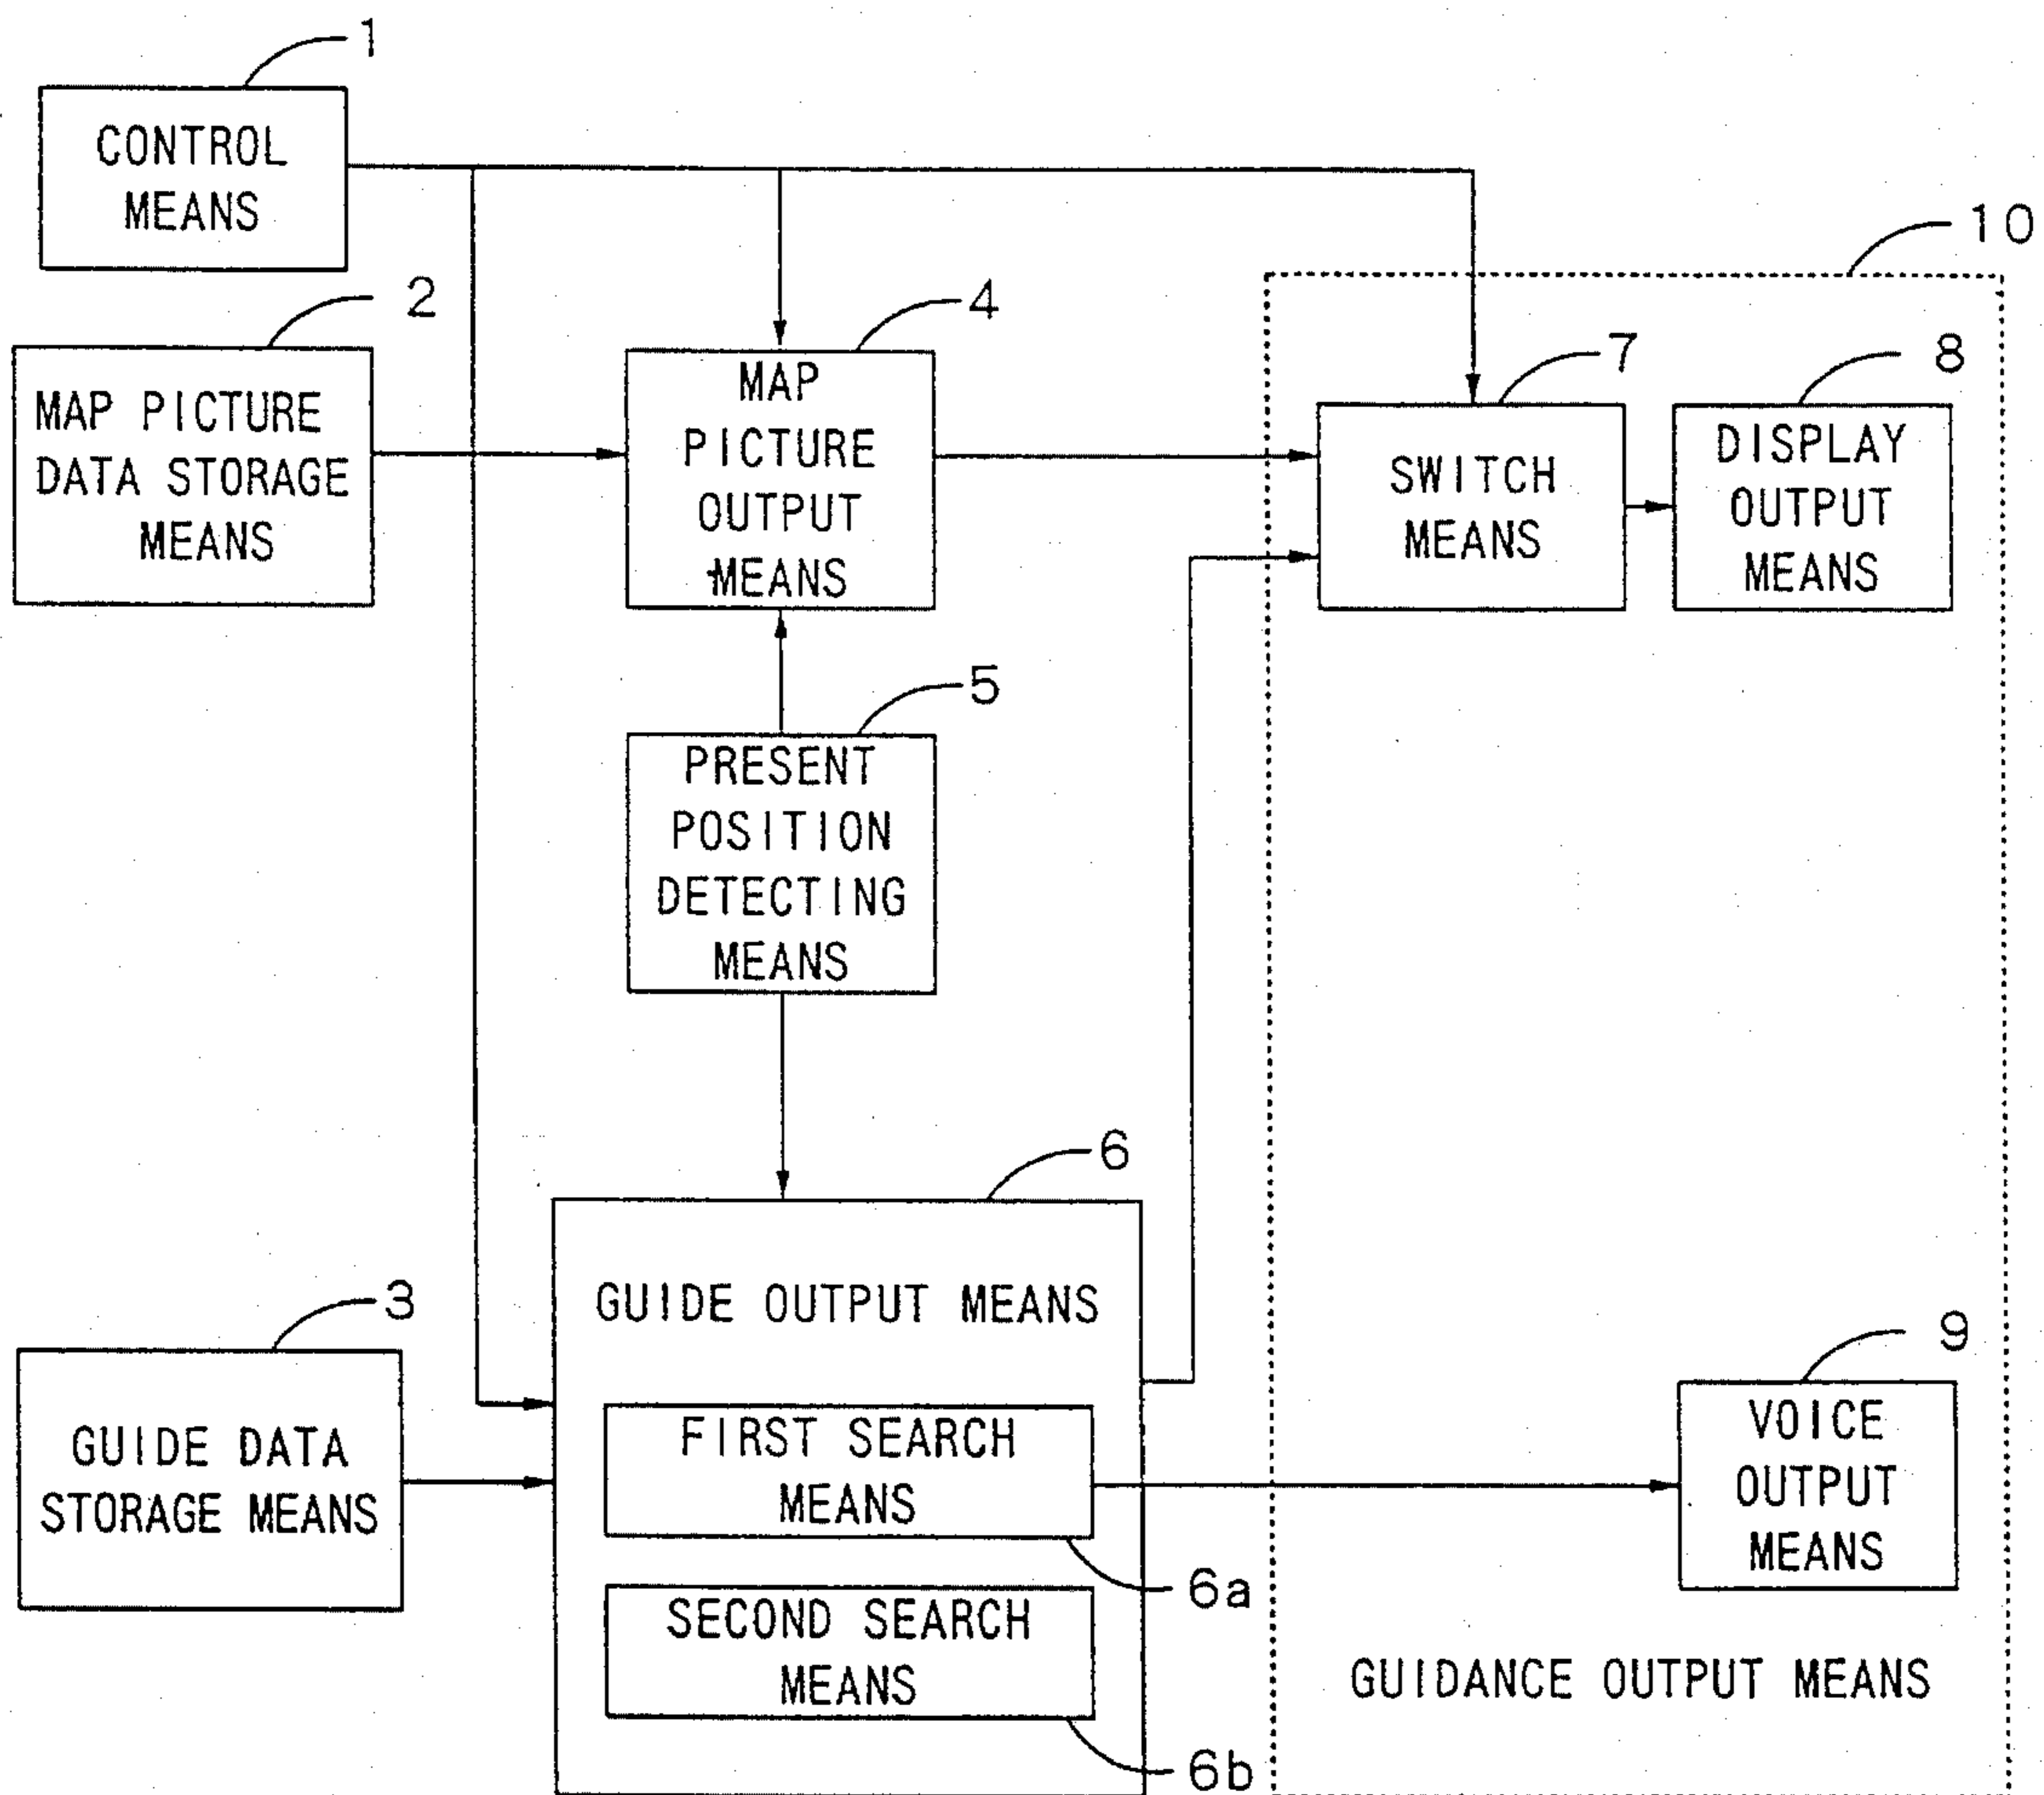 1
CONTROL
MEANS
10
2
4
7
8
MAP PICTURE
DATA STORAGE
MEANS
MAP
PICTURE
OUTPUT
MEANS
SWITCH
MEANS
DISPLAY
OUTPUT
MEANS
5
PRESENT
POSITION
DETECTING
MEANS
6
GUIDE OUTPUT MEANS
3
GUIDE DATA
STORAGE MEANS
FIRST SEARCH
MEANS
6a
SECOND SEARCH
MEANS
6b
9
VOICE
OUTPUT
MEANS
GUIDANCE OUTPUT MEANS